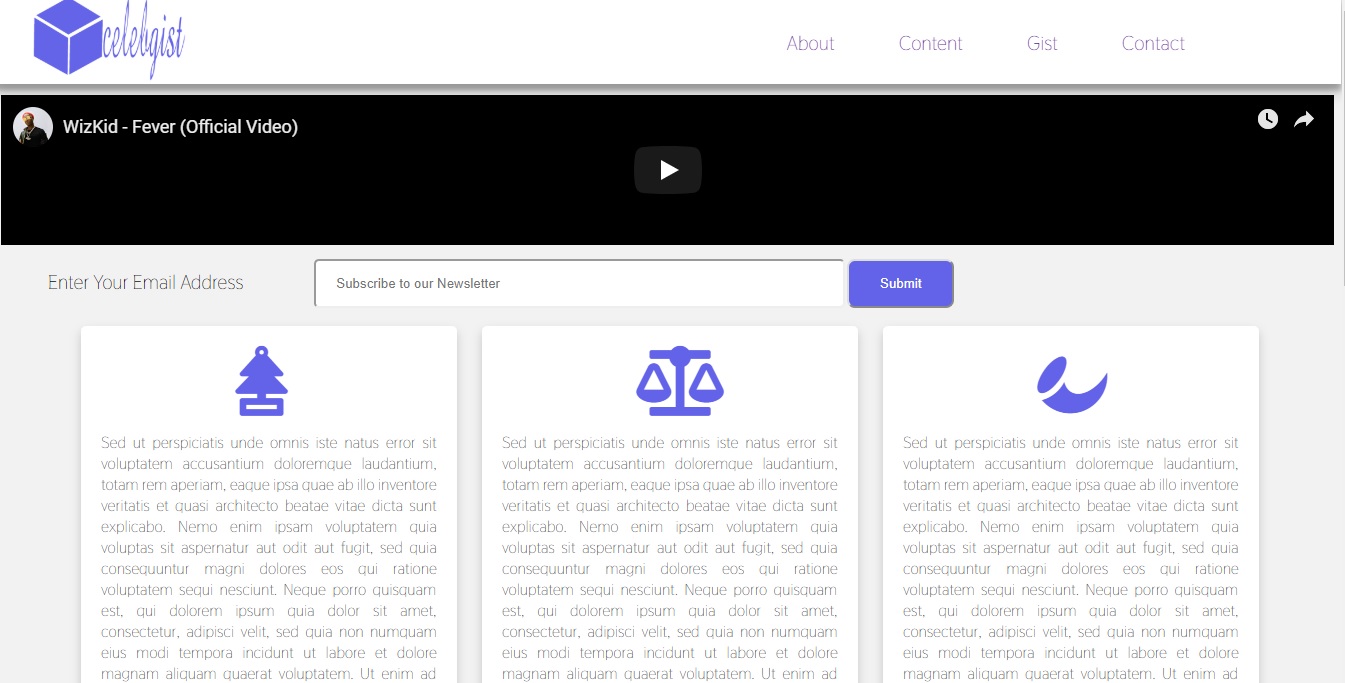 celebgist
About
Content
Gist
Contact
WizKid - Fever (Official Video)
Enter Your Email Address
Subscribe to our Newsletter
Submit
Sed ut perspiciatis unde omnis iste natus error sit
voluptatem accusantium doloremque laudantium,
totam rem aperiam, eaque ipsa quae ab illo inventore
veritatis et quasi architecto beatae vitae dicta sunt
explicabo. Nemo enim ipsam voluptatem quia
voluptas sit aspernatur aut odit aut fugit, sed quia
consequuntur magni dolores eos qui ratione
voluptatem sequi nesciunt. Neque porro quisquam
est, qui dolorem ipsum quia dolor sit amet,
consectetur, adipisci velit, sed quia non numquam
eius modi tempora incidunt ut labore et dolore
magnam aliquam quaerat voluptatem. Ut enim ad
Sed ut perspiciatis unde omnis iste natus error sit
voluptatem accusantium doloremque laudantium,
totam rem aperiam, eaque ipsa quae ab illo inventore
veritatis et quasi architecto beatae vitae dicta sunt
explicabo. Nemo enim ipsam voluptatem quia
voluptas sit aspernatur aut odit aut fugit, sed quia
consequuntur magni dolores eos qui ratione
voluptatem sequi nesciunt. Neque porro quisquam
est, qui dolorem ipsum quia dolor sit amet,
consectetur, adipisci velit, sed quia non numquam
eius modi tempora incidunt ut labore et dolore
magnam aliquam quaerat voluptatem. Ut enim ad
Sed ut perspiciatis unde omnis iste natus error sit
voluptatem accusantium doloremque laudantium,
totam rem aperiam, eaque ipsa quae ab illo inventore
veritatis et quasi architecto beatae vitae dicta sunt
explicabo. Nemo enim ipsam voluptatem quia
voluptas sit aspernatur aut odit aut fugit, sed quia
consequuntur magni dolores eos qui ratione
voluptatem sequi nesciunt. Neque porro quisquam
est, qui dolorem ipsum quia dolor sit amet,
consectetur, adipisci velit, sed quia non numquam
eius modi tempora incidunt ut labore et dolore
magnam aliquam quaerat voluptatem. Ut enim ad